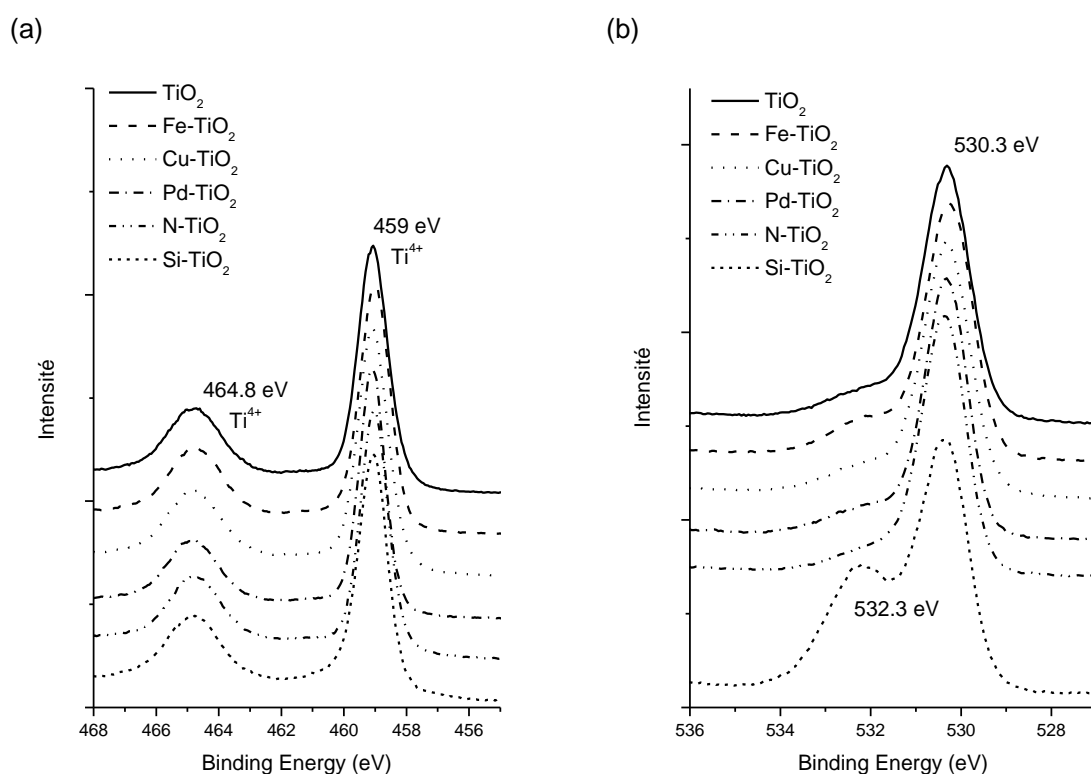 (a)
TiO₂
Fe-TiO₂
Cu-TiO₂
Pd-TiO₂
N-TiO₂
Si-TiO₂
459 eV
Ti⁴⁺
464.8 eV
Ti⁴⁺
Intensité
468 466 464 462 460 458 456
Binding Energy (eV)
(b)
TiO₂
Fe-TiO₂
Cu-TiO₂
Pd-TiO₂
N-TiO₂
Si-TiO₂
530.3 eV
532.3 eV
Intensité
536 534 532 530 528
Binding Energy (eV)